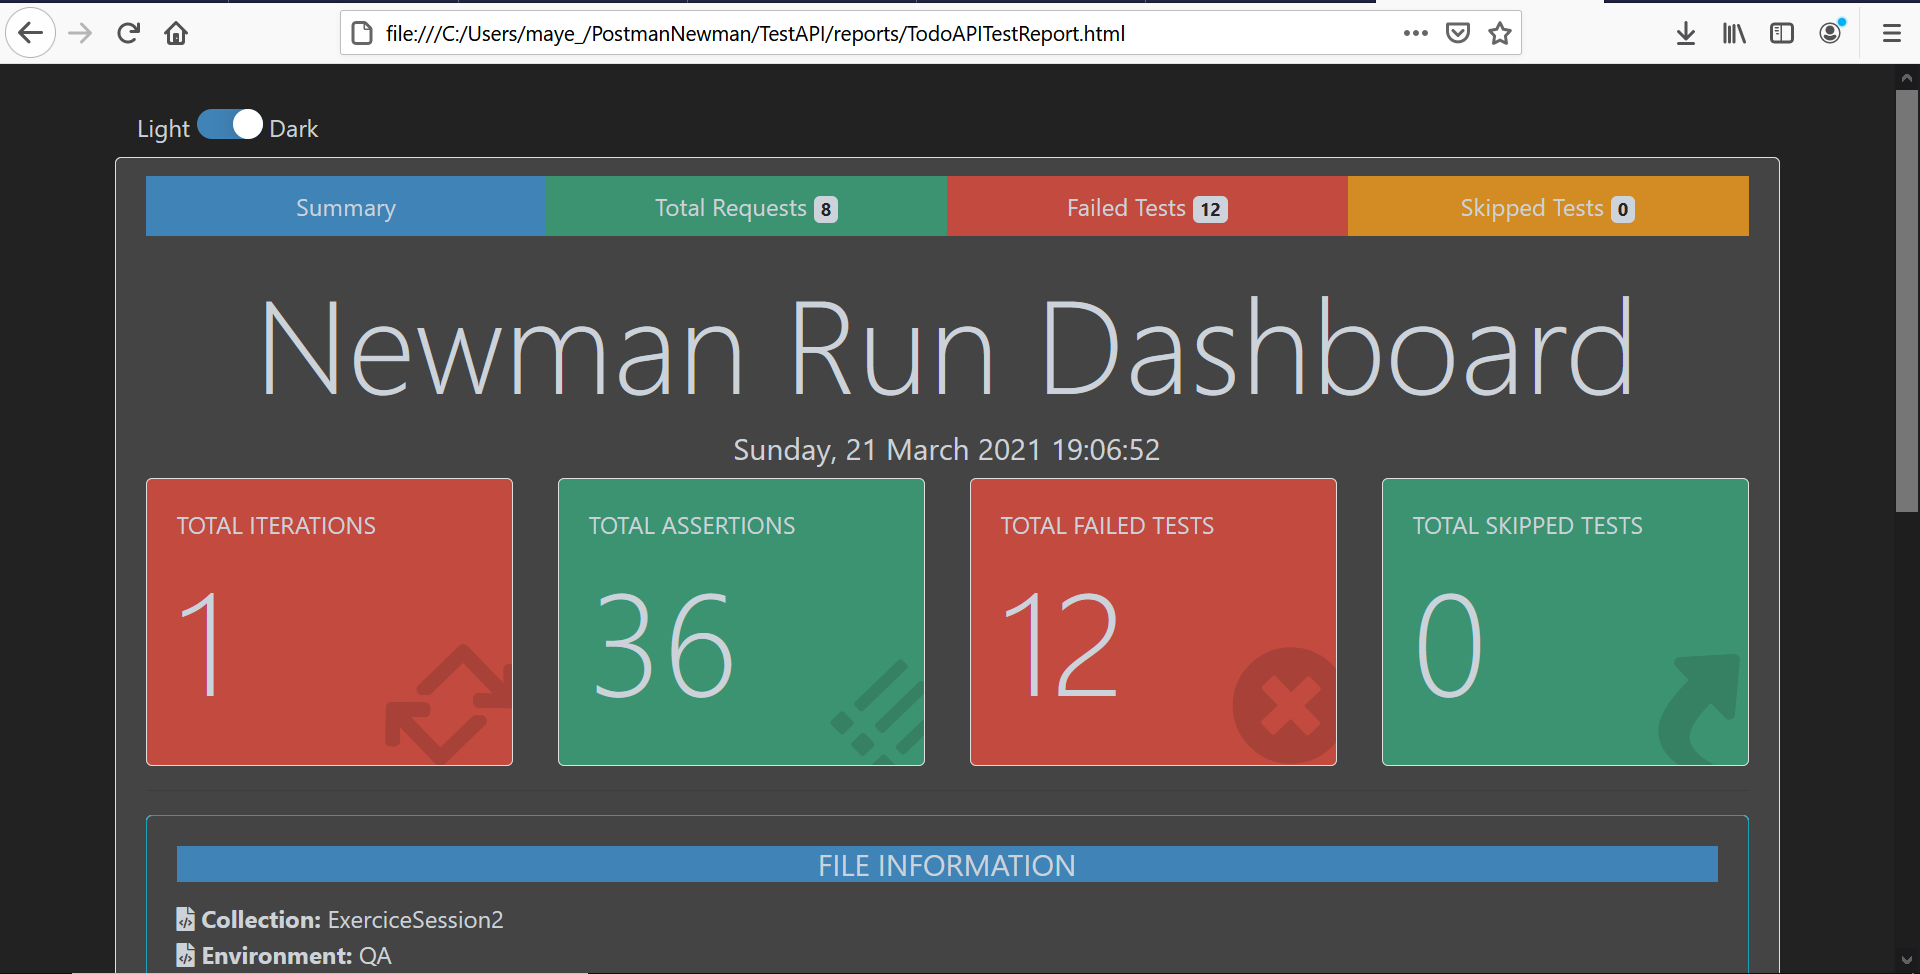 file:///C:/Users/maye_/PostmanNewman/TestAPI/reports/TodoAPITestReport.html
Light Dark
Summary Total Requests 8 Failed Tests 12 Skipped Tests 0
Newman Run Dashboard
Sunday, 21 March 2021 19:06:52
TOTAL ITERATIONS TOTAL ASSERTIONS TOTAL FAILED TESTS TOTAL SKIPPED TESTS
1 36 12 0
FILE INFORMATION
Collection: ExerciceSession2
Environment: QA